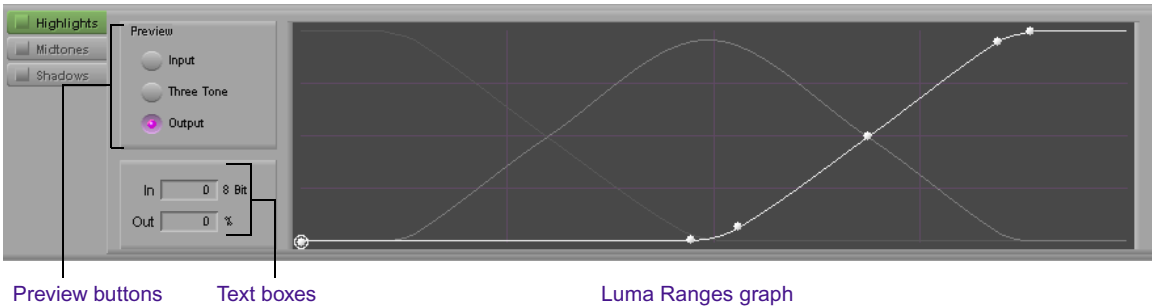 Highlights
Midtones
Shadows
Preview
Input
Three Tone
Output
In 0 8 Bit
Out 0 %
Preview buttons
Text boxes
Luma Ranges graph